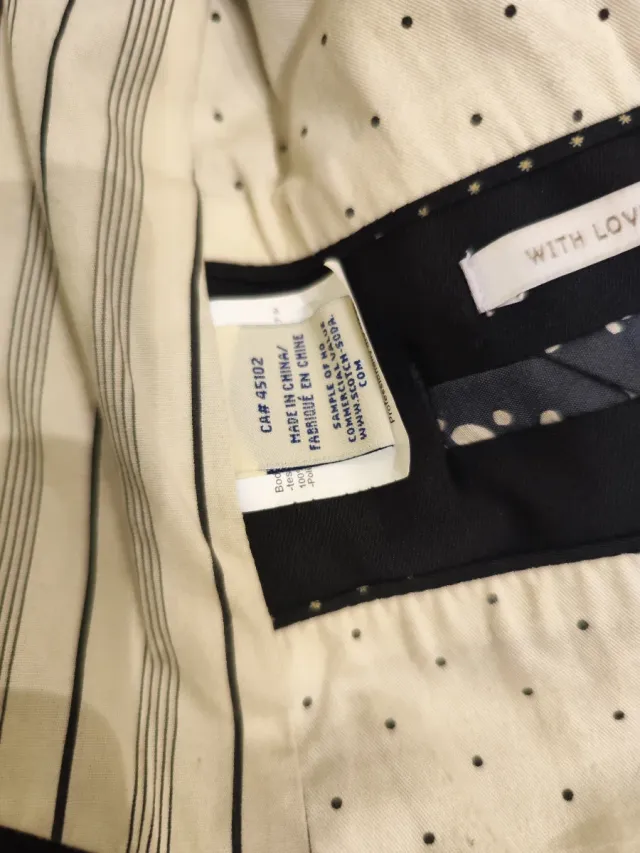 WITH LOV
CA# 45102
MADE IN CHINA/
FABRIQUÉ EN CHINE
SAMPLE OF NO
COMMERCIAL VALUE
WWW.SCOTCH-SODA.
COM
100%